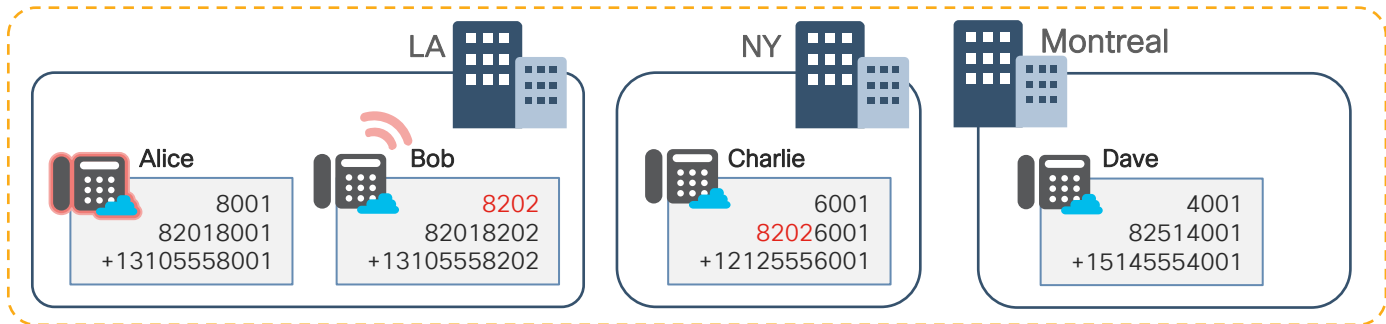 LA
NY
Montreal
Alice
8001
82018001
+13105558001
Bob
8202
82018202
+13105558202
Charlie
6001
82026001
+12125556001
Dave
4001
82514001
+15145554001